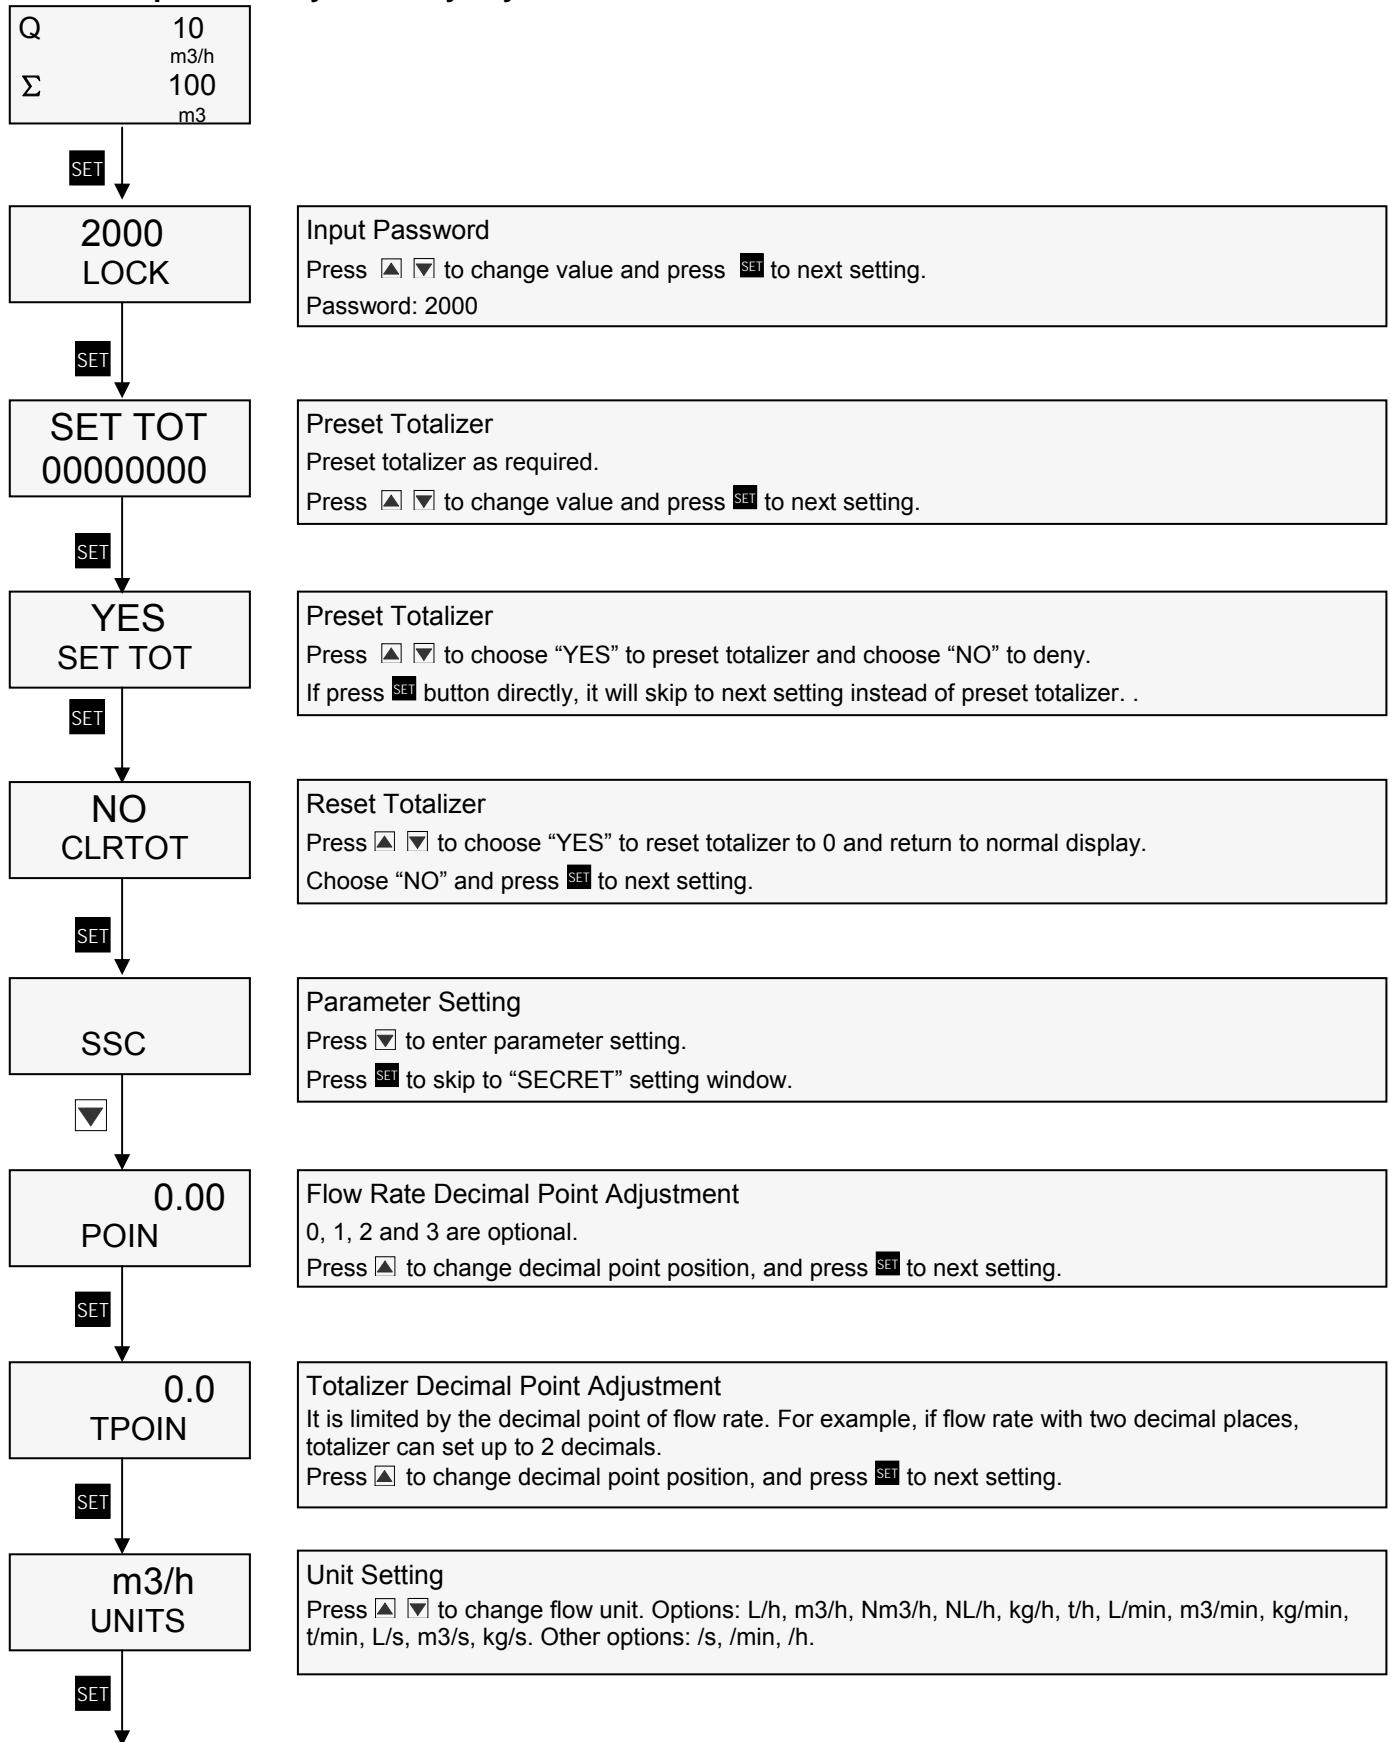 Q 10
m3/h
Σ 100
m3
SET
2000
LOCK
Input Password
Press ▲ ▼ to change value and press SET to next setting.
Password: 2000
SET
SET TOT
00000000
Preset Totalizer
Preset totalizer as required.
Press ▲ ▼ to change value and press SET to next setting.
SET
YES
SET TOT
Preset Totalizer
Press ▲ ▼ to choose “YES” to preset totalizer and choose “NO” to deny.
If press SET button directly, it will skip to next setting instead of preset totalizer. .
SET
NO
CLRTOT
Reset Totalizer
Press ▲ ▼ to choose “YES” to reset totalizer to 0 and return to normal display.
Choose “NO” and press SET to next setting.
SET
SSC
Parameter Setting
Press ▼ to enter parameter setting.
Press SET to skip to “SECRET” setting window.
▼
0.00
POIN
Flow Rate Decimal Point Adjustment
0, 1, 2 and 3 are optional.
Press ▲ to change decimal point position, and press SET to next setting.
SET
0.0
TPOIN
Totalizer Decimal Point Adjustment
It is limited by the decimal point of flow rate. For example, if flow rate with two decimal places,
totalizer can set up to 2 decimals.
Press ▲ to change decimal point position, and press SET to next setting.
SET
m3/h
UNITS
Unit Setting
Press ▲ ▼ to change flow unit. Options: L/h, m3/h, Nm3/h, NL/h, kg/h, t/h, L/min, m3/min, kg/min,
t/min, L/s, m3/s, kg/s. Other options: /s, /min, /h.
SET